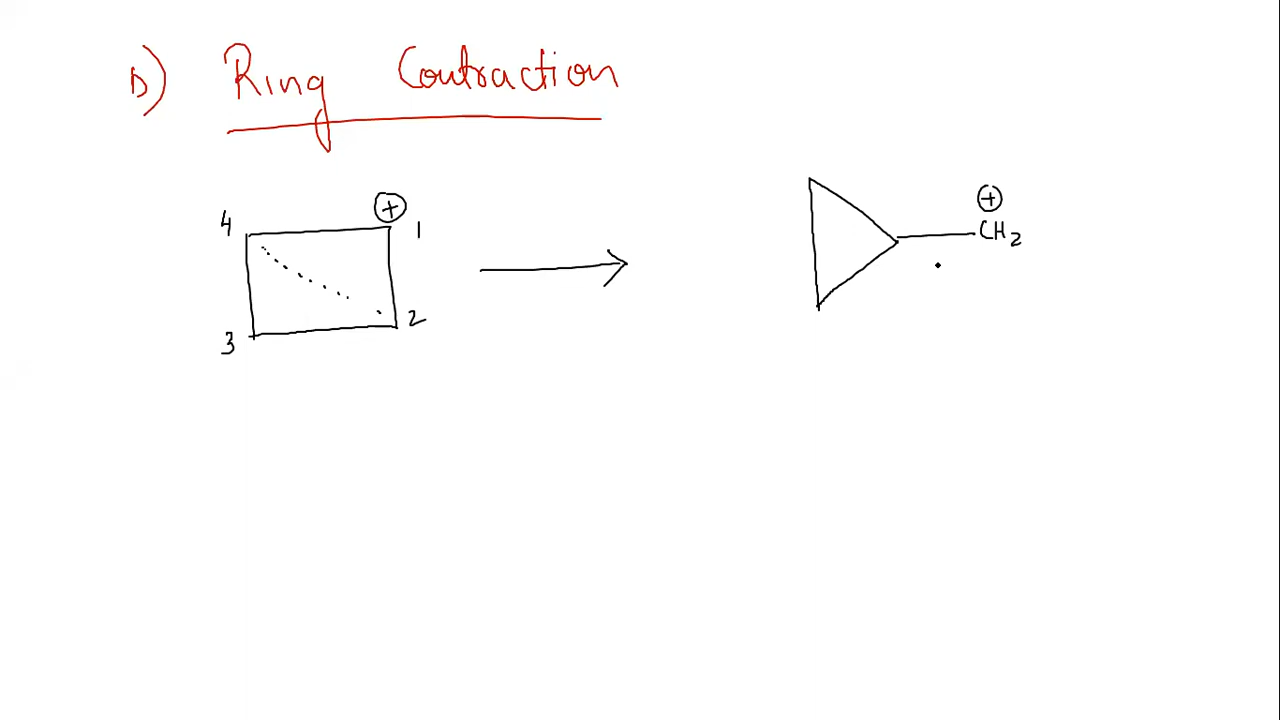 D) Ring Contraction
4 ⊕ 1
3 2
⊕
CH2